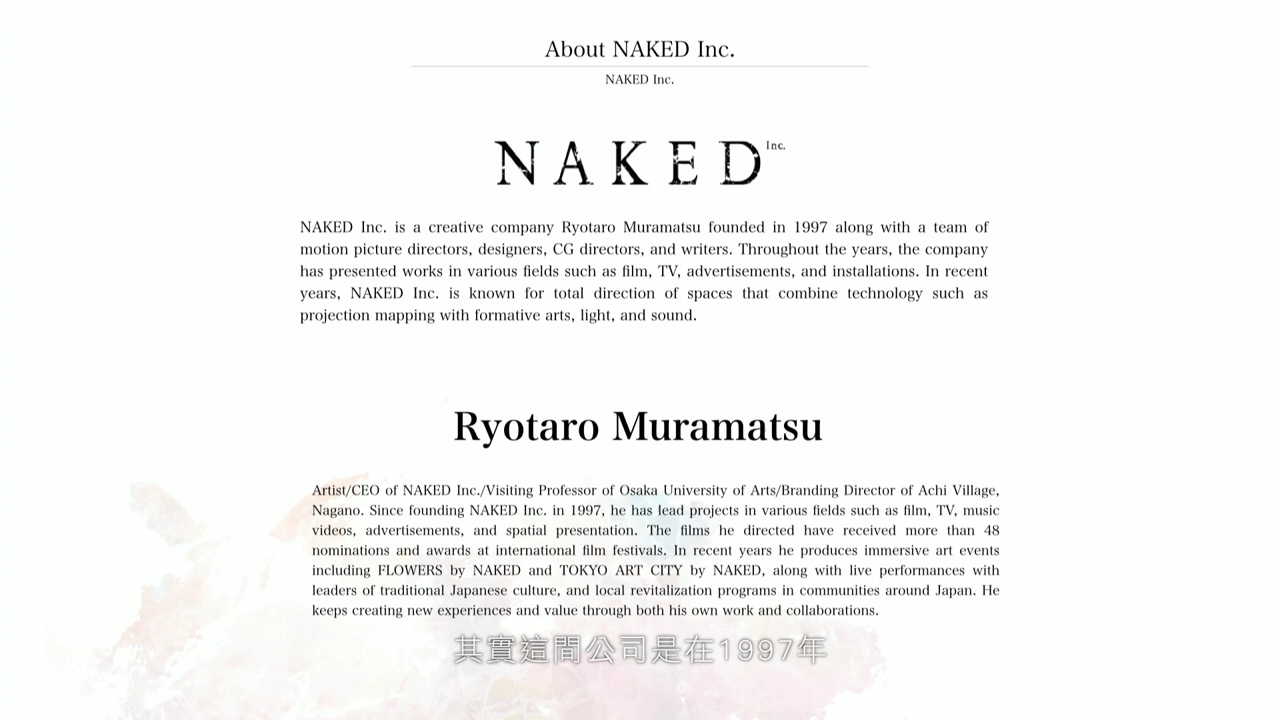 About NAKED Inc.
NAKED Inc.
NAKED Inc.
NAKED Inc. is a creative company Ryotaro Muramatsu founded in 1997 along with a team of
motion picture directors, designers, CG directors, and writers. Throughout the years, the company
has presented works in various fields such as film, TV, advertisements, and installations. In recent
years, NAKED Inc. is known for total direction of spaces that combine technology such as
projection mapping with formative arts, light, and sound.
Ryotaro Muramatsu
Artist/CEO of NAKED Inc./Visiting Professor of Osaka University of Arts/Branding Director of Achi Village,
Nagano. Since founding NAKED Inc. in 1997, he has lead projects in various fields such as film, TV, music
videos, advertisements, and spatial presentation. The films he directed have received more than 48
nominations and awards at international film festivals. In recent years he produces immersive art events
including FLOWERS by NAKED and TOKYO ART CITY by NAKED, along with live performances with
leaders of traditional Japanese culture, and local revitalization programs in communities around Japan. He
keeps creating new experiences and value through both his own work and collaborations.
其實這間公司是在1997年